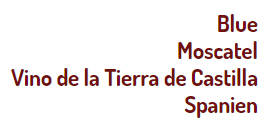 Blue
Moscatel
Vino de la Tierra de Castilla
Spanien